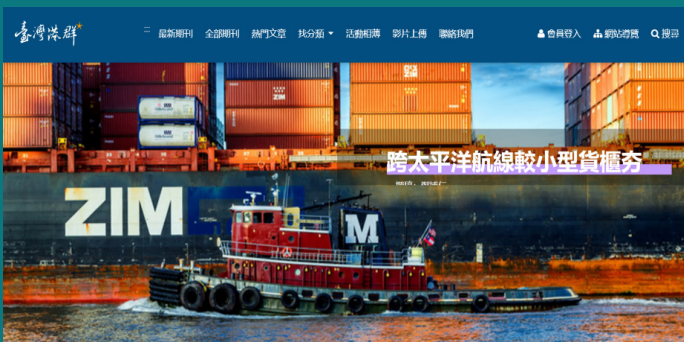 臺灣港群
最新期刊 全部期刊 熱門文章 找分類 活動相簿 影片上傳 聯絡我們 會員登入 網站導覽 搜尋
ZIM
跨太平洋航線較小型貨櫃夯
ZIM
M